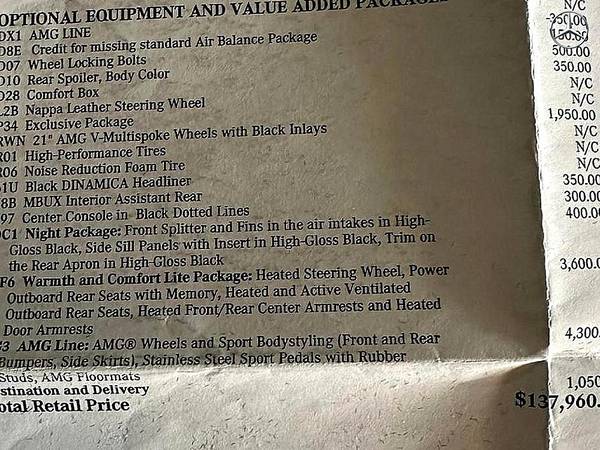 OPTIONAL EQUIPMENT AND VALUE ADDED PACKAGES
DX1 AMG LINE N/C
D8E Credit for missing standard Air Balance Package -350.00
D07 Wheel Locking Bolts 150.00
D10 Rear Spoiler, Body Color 500.00
D28 Comfort Box 350.00
L2B Nappa Leather Steering Wheel N/C
P34 Exclusive Package N/C
RWN 21" AMG V-Multispoke Wheels with Black Inlays 1,950.00
R01 High-Performance Tires N/C
R06 Noise Reduction Foam Tire N/C
51U Black DINAMICA Headliner N/C
78B MBUX Interior Assistant Rear 350.00
97 Center Console in Black Dotted Lines 300.00
DC1 Night Package: Front Splitter and Fins in the air intakes in High- 400.00
Gloss Black, Side Sill Panels with Insert in High-Gloss Black, Trim on
the Rear Apron in High-Gloss Black
F6 Warmth and Comfort Lite Package: Heated Steering Wheel, Power 3,600.0
Outboard Rear Seats with Memory, Heated and Active Ventilated
Outboard Rear Seats, Heated Front/Rear Center Armrests and Heated
Door Armrests
G3 AMG Line: AMG® Wheels and Sport Bodystyling (Front and Rear 4,300.
Bumpers, Side Skirts), Stainless Steel Sport Pedals with Rubber
Studs, AMG Floormats
stination and Delivery 1,050
otal Retail Price $137,960.